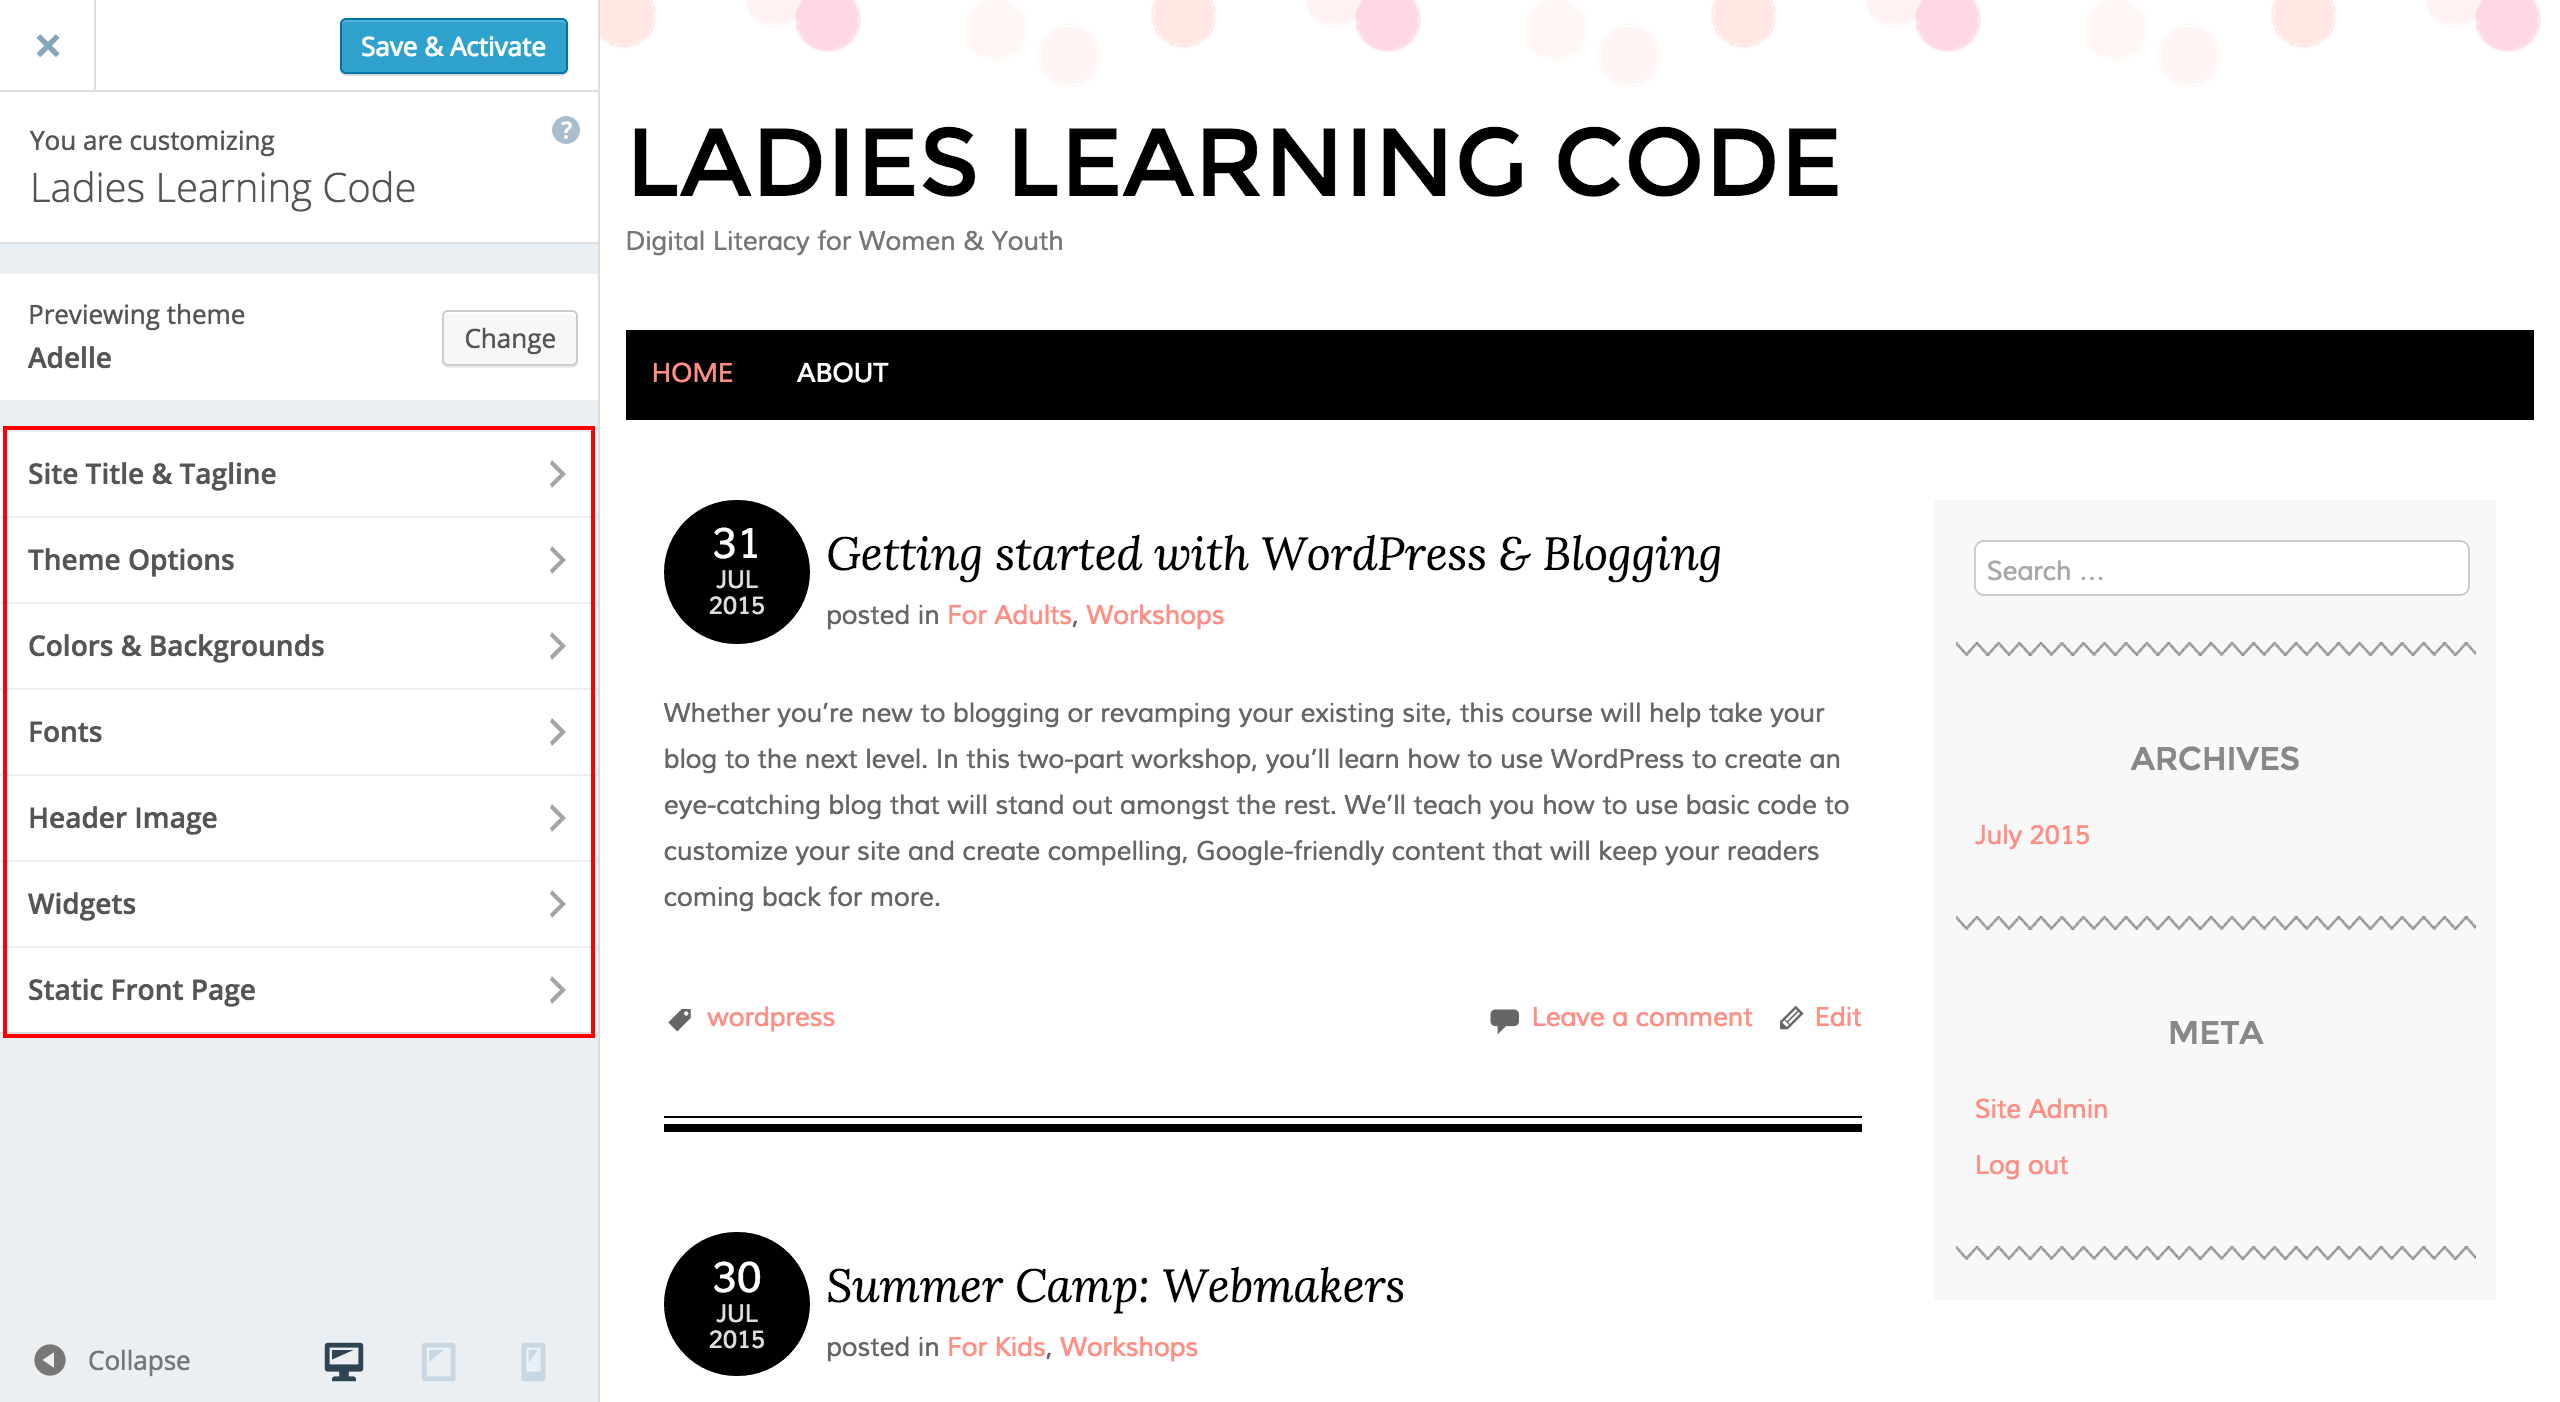 Save & Activate
You are customizing
Ladies Learning Code
?
Previewing theme
Adelle
Change
Site Title & Tagline
Theme Options
Colors & Backgrounds
Fonts
Header Image
Widgets
Static Front Page
Collapse
LADIES LEARNING CODE
Digital Literacy for Women & Youth
HOME ABOUT
31
JUL
2015
Getting started with WordPress & Blogging
posted in For Adults, Workshops
Whether you’re new to blogging or revamping your existing site, this course will help take your
blog to the next level. In this two-part workshop, you’ll learn how to use WordPress to create an
eye-catching blog that will stand out amongst the rest. We’ll teach you how to use basic code to
customize your site and create compelling, Google-friendly content that will keep your readers
coming back for more.
wordpress
Leave a comment Edit
30
JUL
2015
Summer Camp: Webmakers
posted in For Kids, Workshops
Search …
ARCHIVES
July 2015
META
Site Admin
Log out